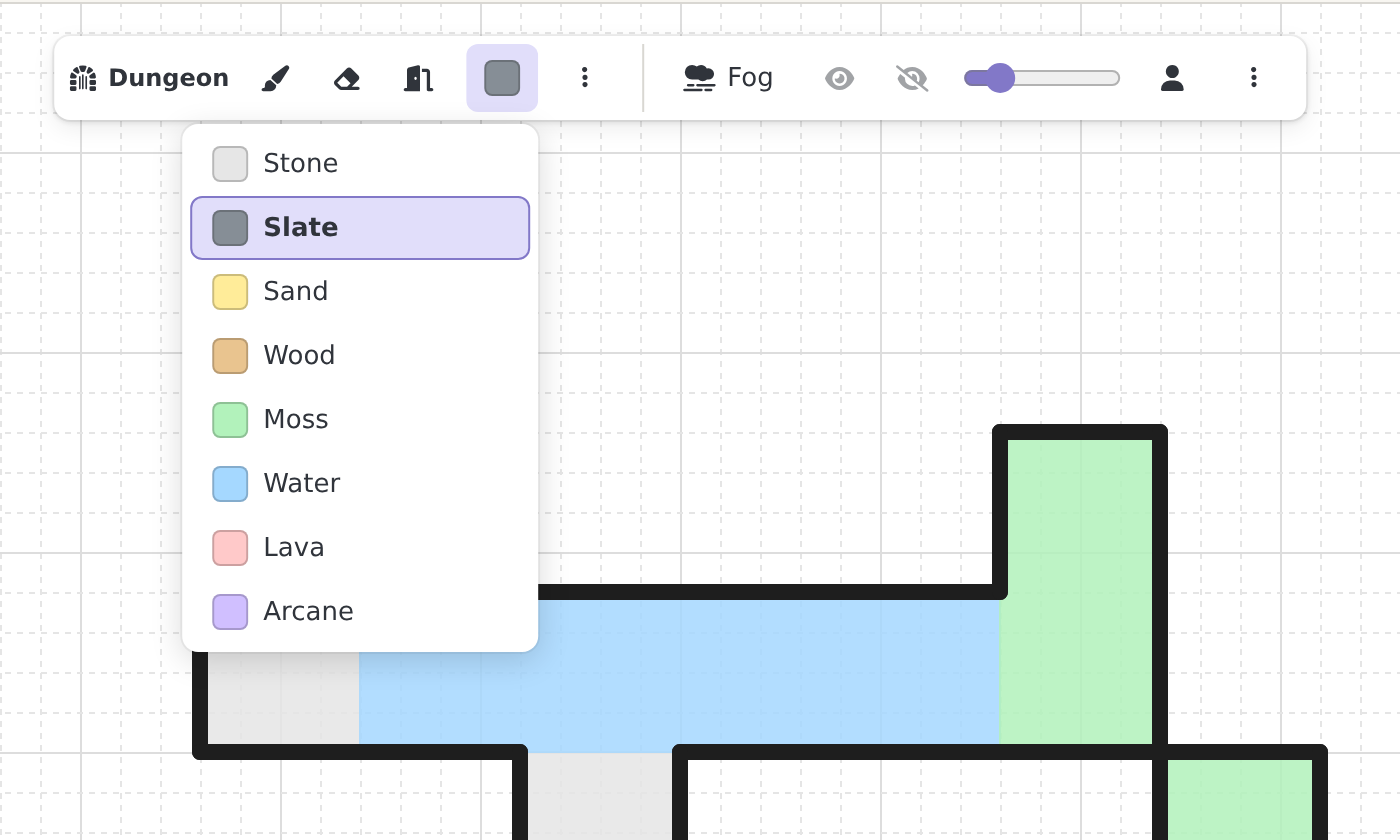 Dungeon
Fog
Stone
Slate
Sand
Wood
Moss
Water
Lava
Arcane